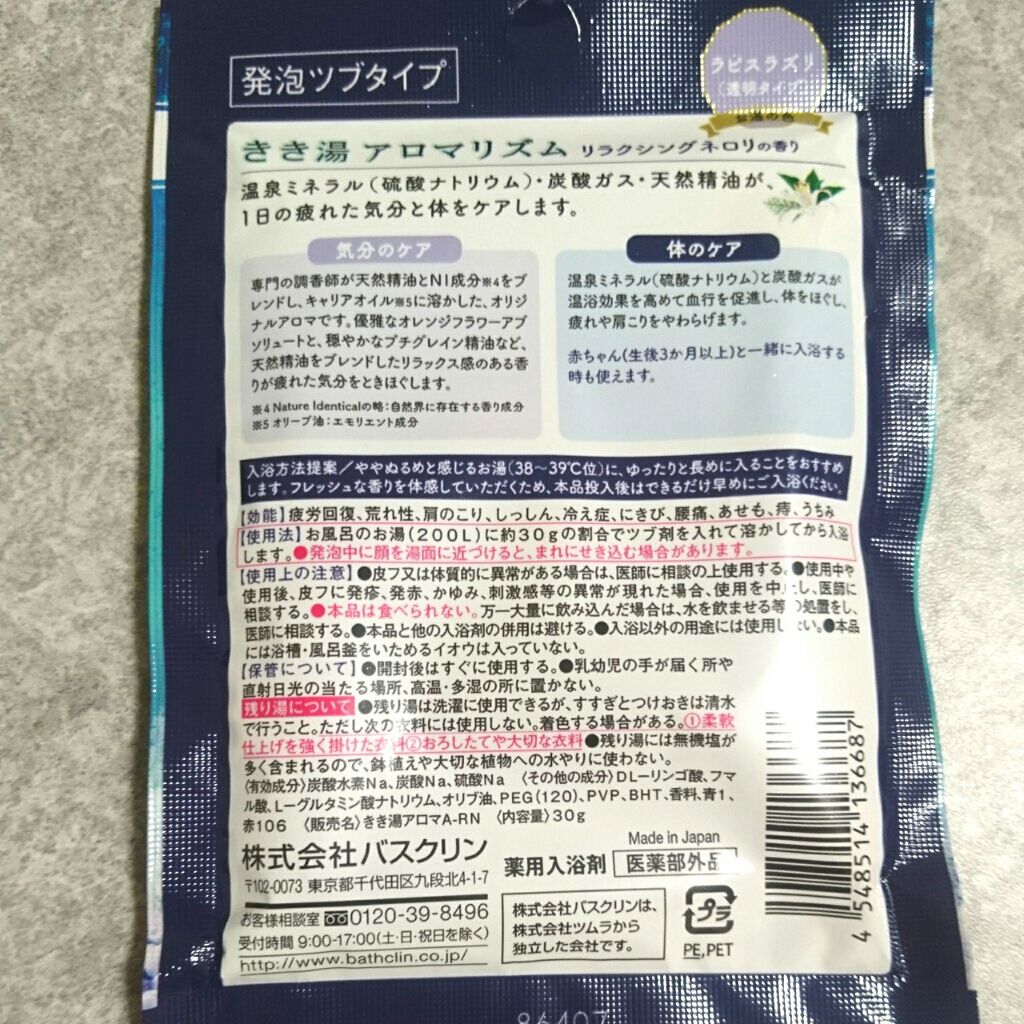 発泡ツブタイプ
ラピスラズリ
(透明タイプ)
お湯の色
きき湯 アロマリズム リラクシングネロリの香り
温泉ミネラル(硫酸ナトリウム)・炭酸ガス・天然精油が、
1日の疲れた気分と体をケアします。
気分のケア
専門の調香師が天然精油とNI成分※4をブ
レンドし、キャリアオイル※5に溶かした、オリジ
ナルアロマです。優雅なオレンジフラワーアブ
ソリュートと、穏やかなプチグレイン精油など、
天然精油をブレンドしたリラックス感のある香
りが疲れた気分をときほぐします。
※4 Nature Identicalの略:自然界に存在する香り成分
※5 オリーブ油:エモリエント成分
体のケア
温泉ミネラル(硫酸ナトリウム)と炭酸ガスが
温浴効果を高めて血行を促進し、体をほぐし、
疲れや肩こりをやわらげます。
赤ちゃん(生後3か月以上)と一緒に入浴する
時も使えます。
入浴方法提案/ややぬるめと感じるお湯(38~39℃位)に、ゆったりと長めに入ることをおすすめ
します。フレッシュな香りを体感していただくため、本品投入後はできるだけ早めにご入浴ください。
【効能】疲労回復、荒れ性、肩のこり、しっしん、冷え症、にきび、腰痛、あせも、痔、うちみ
【使用法】お風呂のお湯(200L)に約30gの割合でツブ剤を入れて溶かしてから入浴
します。●発泡中に顔を湯面に近づけると、まれにせき込む場合があります。
【使用上の注意】●皮フ又は体質的に異常がある場合は、医師に相談の上使用する。●使用中や
使用後、皮フに発疹、発赤、かゆみ、刺激感等の異常が現れた場合、使用を中止し、医師に
相談する。●本品は食べられない。万一大量に飲み込んだ場合は、水を飲ませる等の処置をし、
医師に相談する。●本品と他の入浴剤の併用は避ける。●入浴以外の用途には使用しない。●本品
には浴槽・風呂釜をいためるイオウは入っていない。
【保管について】●開封後はすぐに使用する。●乳幼児の手が届く所や
直射日光の当たる場所、高温・多湿の所に置かない。
残り湯について ●残り湯は洗濯に使用できるが、すすぎとつけおきは清水
で行うこと。ただし次の衣料には使用しない。着色する場合がある。①柔軟
仕上げを強く掛けた衣料②おろしたてや大切な衣料●残り湯には無機塩が
多く含まれるので、鉢植えや大切な植物への水やりに使わない。
〈有効成分〉炭酸水素Na、炭酸Na、硫酸Na 〈その他の成分〉DL-リンゴ酸、フマ
ル酸、L-グルタミン酸ナトリウム、オリブ油、PEG(120)、PVP、BHT、香料、青1、
赤106 〈販売名〉きき湯アロマA-RN 〈内容量〉30g
株式会社バスクリン
〒102-0073 東京都千代田区九段北4-1-7
お客様相談室 0120-39-8496
受付時間 9:00-17:00(土・日・祝日を除く)
http://www.bathclin.co.jp/
Made in Japan
薬用入浴剤 医薬部外品
株式会社バスクリンは、
株式会社ツムラから
独立した会社です。
プラ
PE,PET
4 548514 136687
86407